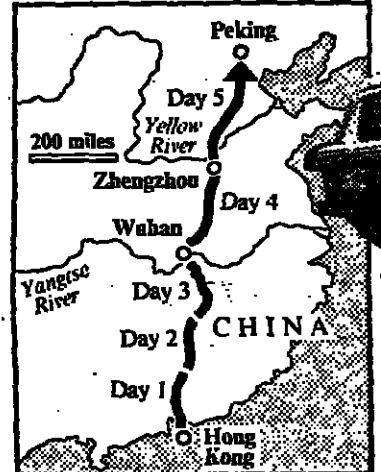 Peking
Day 5
Yellow
River
200 miles
Zhengzhou
Day 4
Wuhan
Yangtse
River
Day 3
CHINA
Day 2
Day 1
Hong
Kong